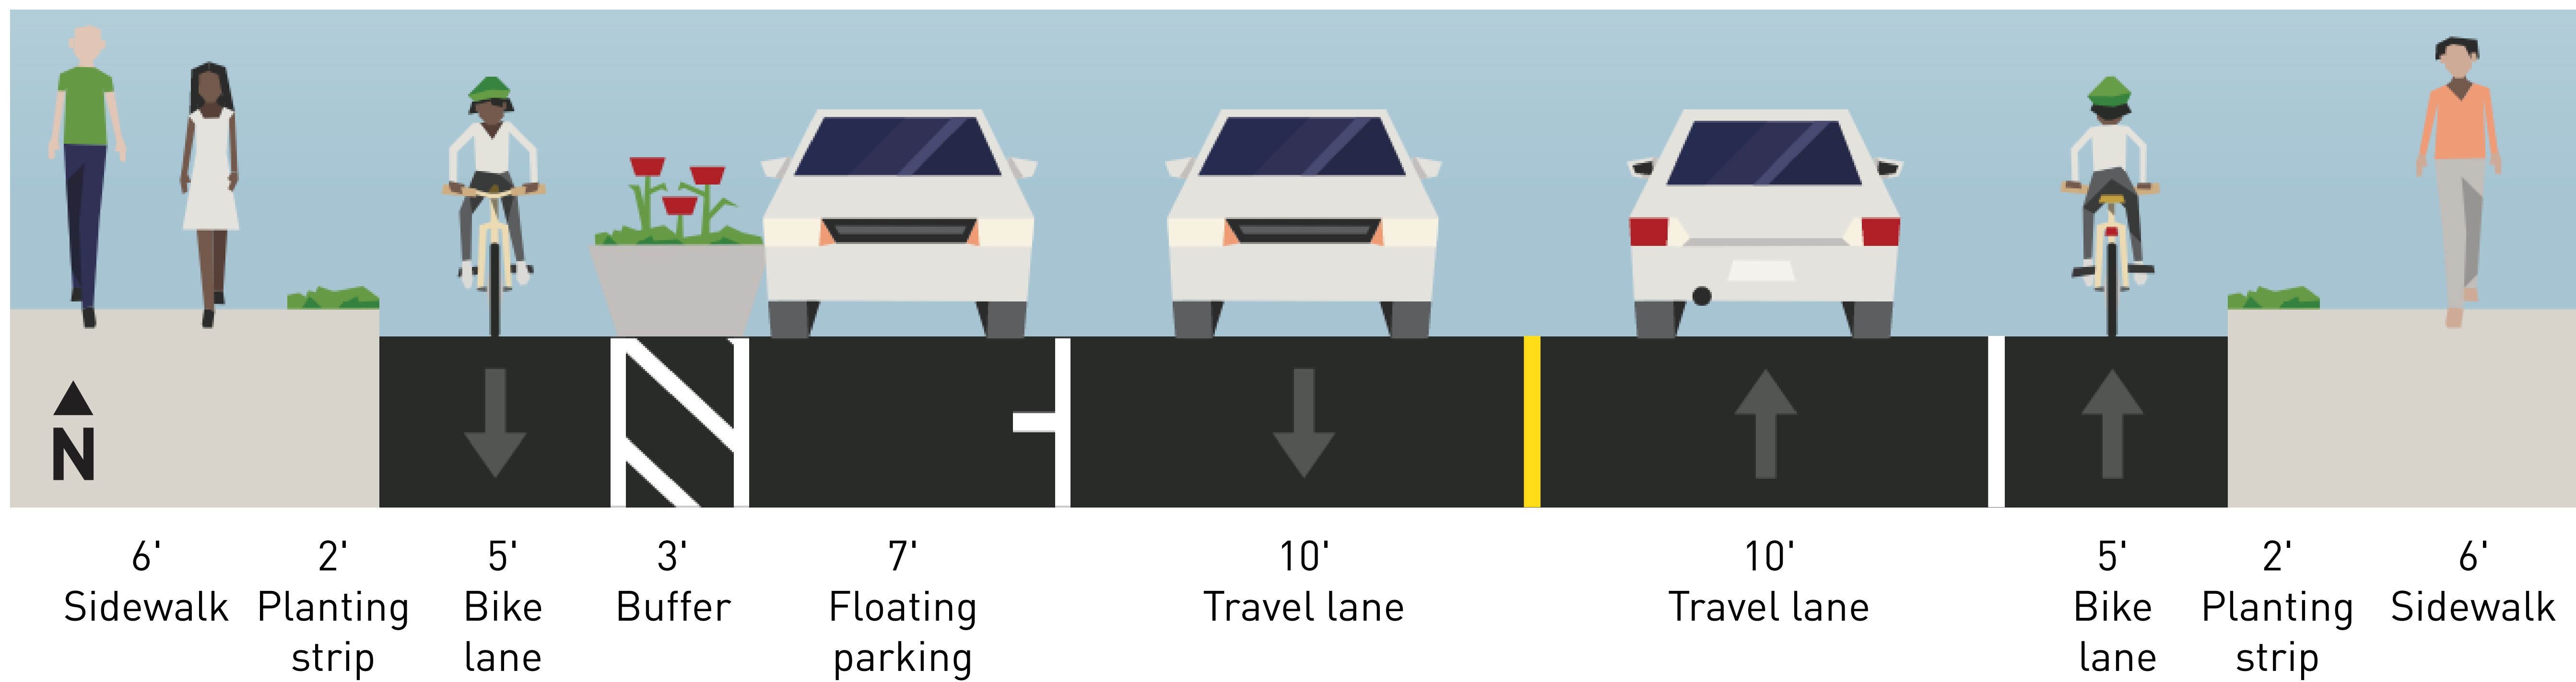 N
6' 2' 5' 3' 7' 10' 10' 5' 2' 6'
Sidewalk Planting Bike Buffer Floating Travel lane Travel lane Bike Planting Sidewalk
strip lane parking lane strip